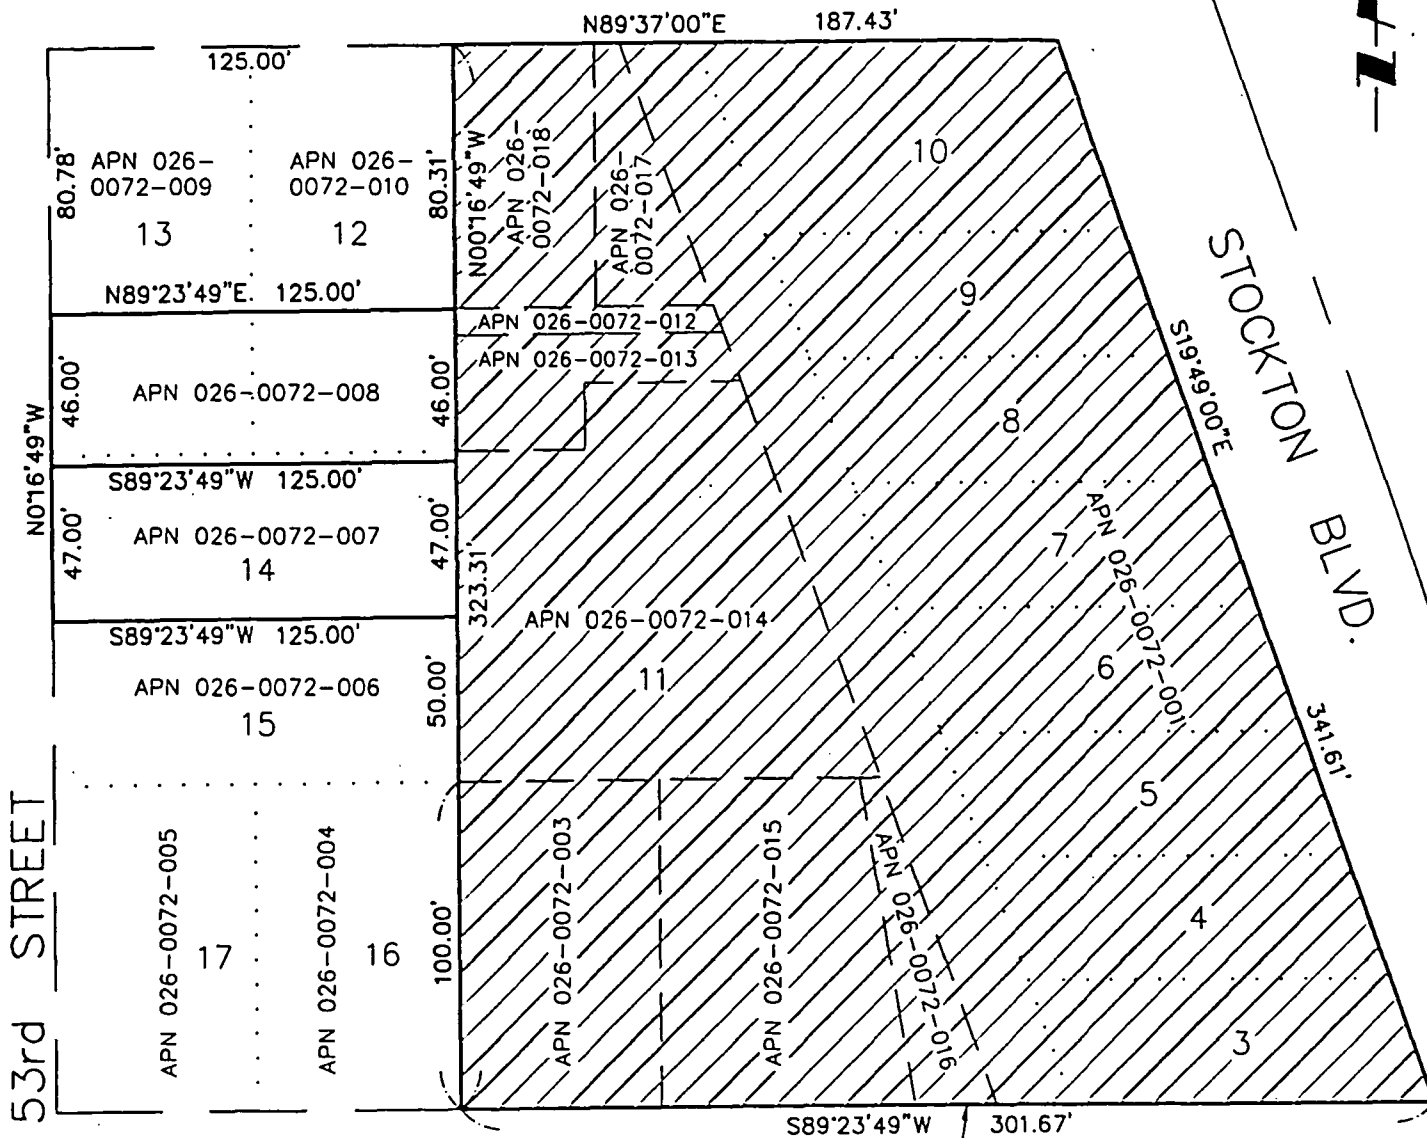 N89°37'00"E 187.43'
125.00'
80.78'
APN 026-
0072-009
13
APN 026-
0072-010
12
80.31'
N00°16'49"W
APN 026-
0072-018
APN 026-
0072-017
10
N89°23'49"E. 125.00'
APN 026-0072-012
APN 026-0072-013
9
STOCKTON BLVD.
S19°49'00"E
N0°16'49"W
46.00'
APN 026-0072-008
46.00'
8
S89°23'49"W 125.00'
47.00'
APN 026-0072-007
14
47.00'
323.31'
7
APN 026-0072-001
APN 026-0072-014
11
6
S89°23'49"W 125.00'
APN 026-0072-006
15
50.00'
341.61'
5
53rd STREET
APN 026-0072-005
17
APN 026-0072-004
16
100.00'
APN 026-0072-003
APN 026-0072-015
APN 026-0072-016
4
3
S89°23'49"W 301.67'